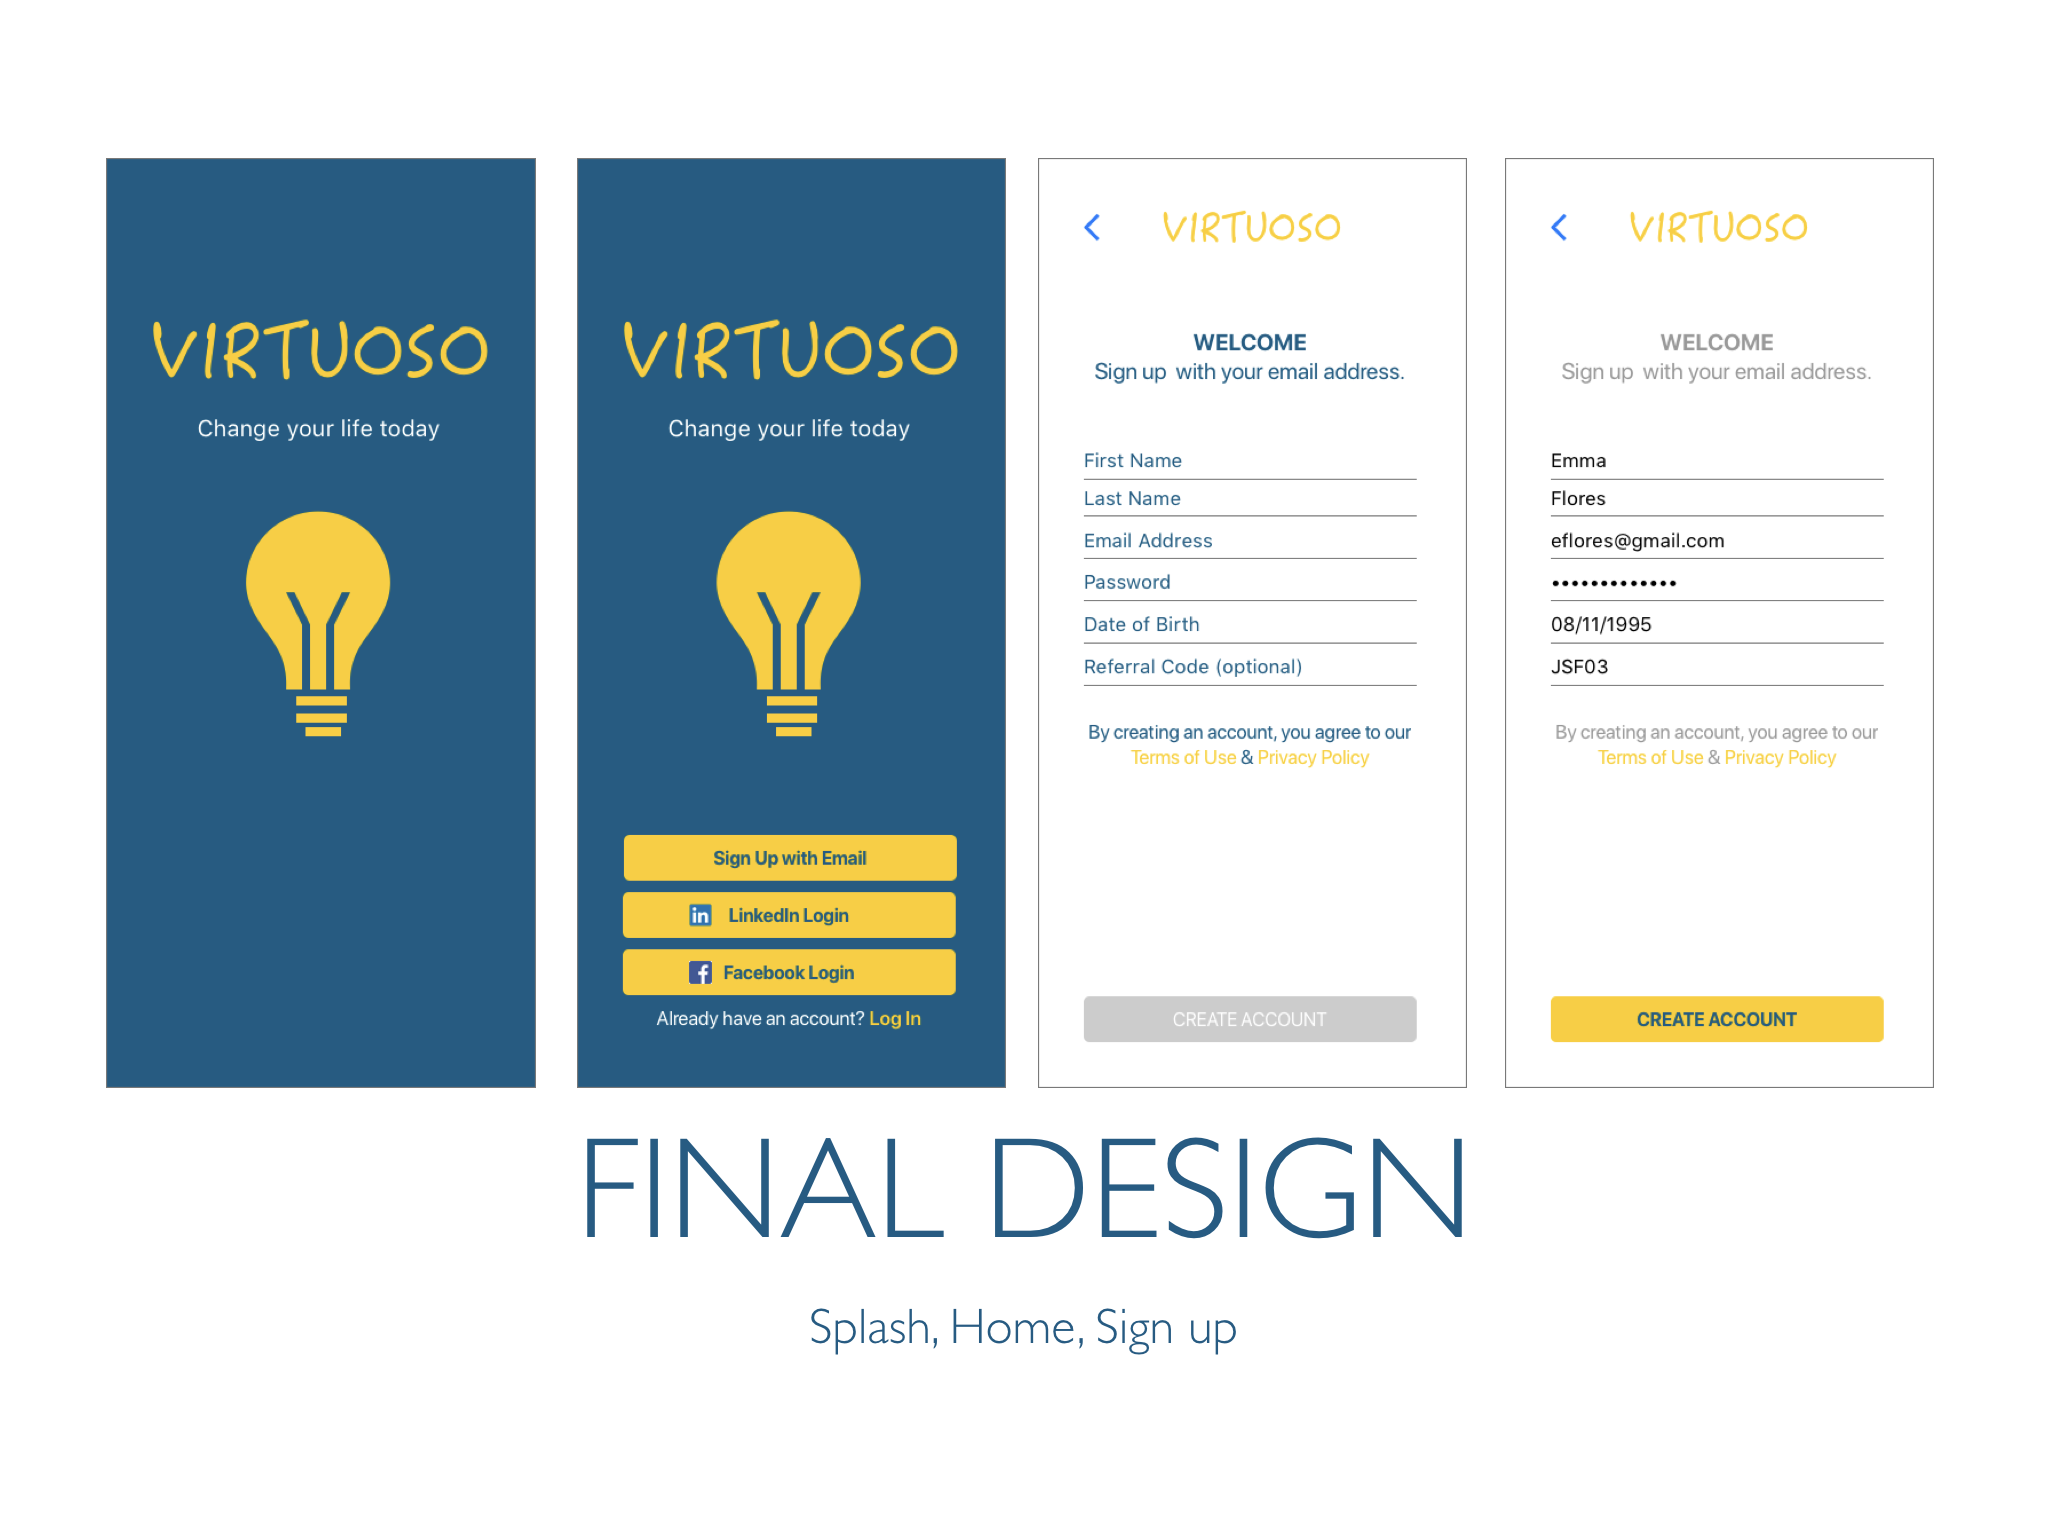 VIRTUOSO
Change your life today
VIRTUOSO
Change your life today
Sign Up with Email
in LinkedIn Login
f Facebook Login
Already have an account? Log In
VIRTUOSO
WELCOME
Sign up with your email address.
First Name
Last Name
Email Address
Password
Date of Birth
Referral Code (optional)
By creating an account, you agree to our
Terms of Use & Privacy Policy
CREATE ACCOUNT
VIRTUOSO
WELCOME
Sign up with your email address.
Emma
Flores
eflores@gmail.com
•••••••••••••
08/11/1995
JSF03
By creating an account, you agree to our
Terms of Use & Privacy Policy
CREATE ACCOUNT
FINAL DESIGN
Splash, Home, Sign up